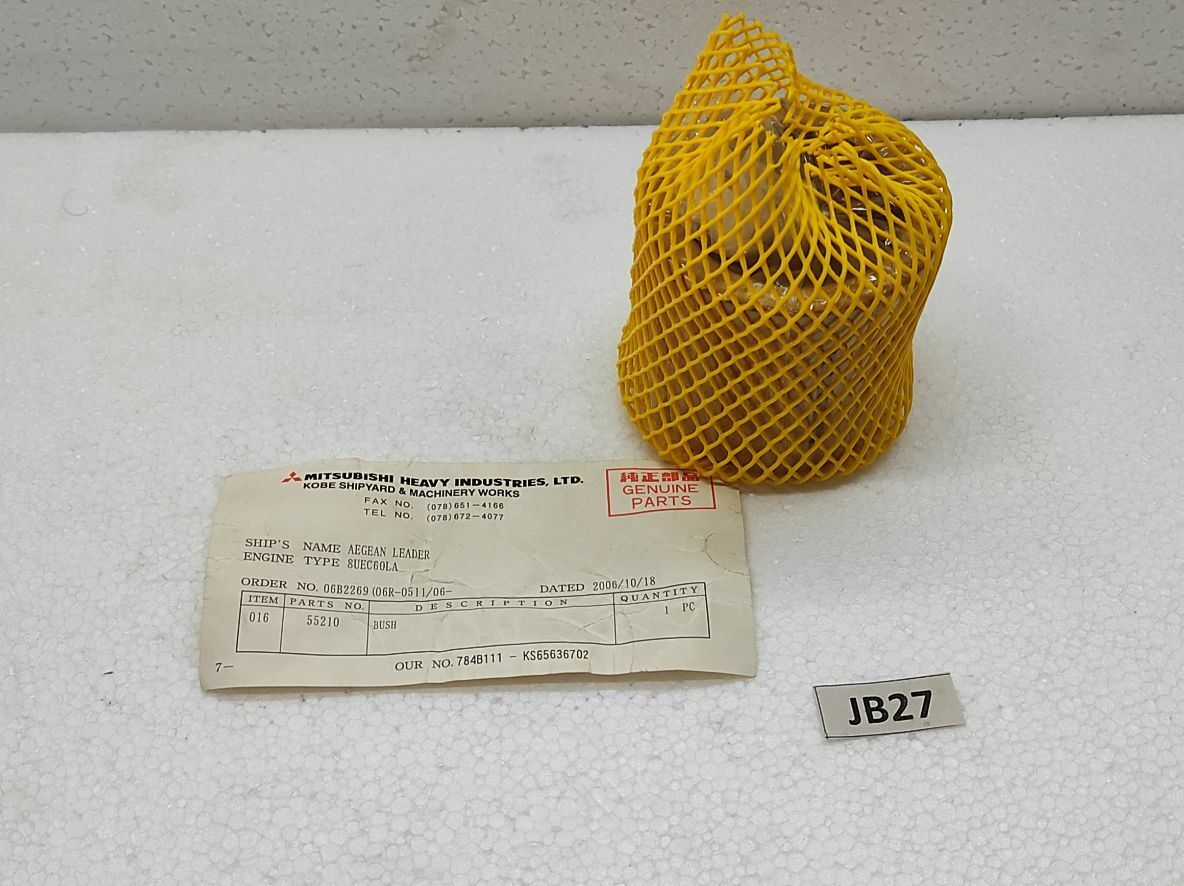 MITSUBISHI HEAVY INDUSTRIES, LTD.
KOBE SHIPYARD & MACHINERY WORKS
FAX NO. (078)651-4166
TEL NO. (078)672-4077
純正部品
GENUINE
PARTS
SHIP'S NAME AEGEAN LEADER
ENGINE TYPE 8UEC60LA
ORDER NO. 06B2269(06R-0511/06- DATED 2006/10/18
ITEM PARTS NO. DESCRIPTION QUANTITY
016 55210 BUSH 1 PC
7- OUR NO. 784B111 - KS65636702
JB27